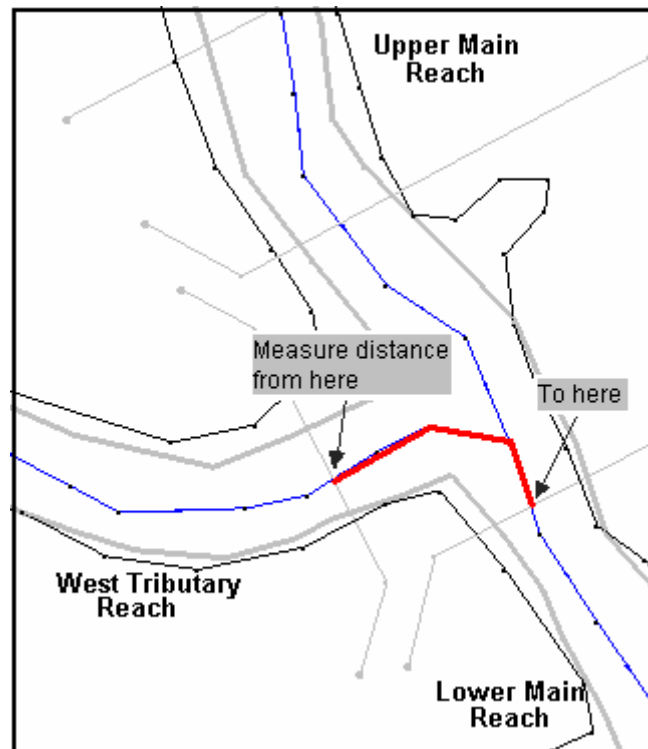 Upper Main
Reach
Measure distance
from here
To here
West Tributary
Reach
Lower Main
Reach